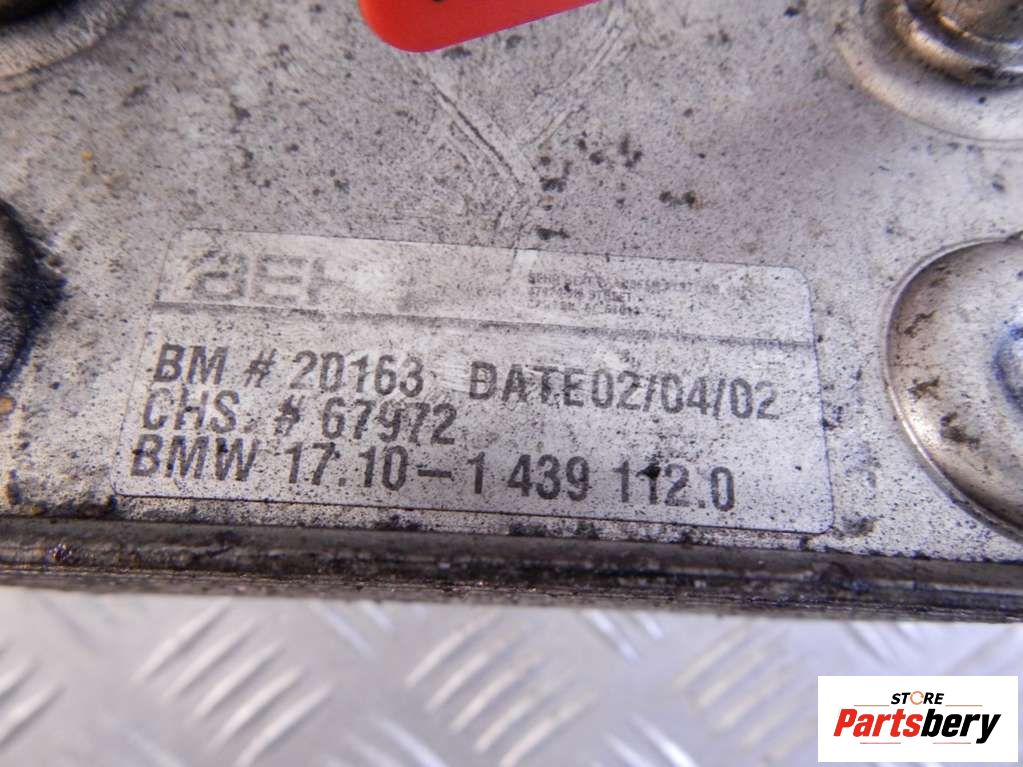 BM # 20163 DATE02/04/02
CHS. # 67972
BMW 17.10-1 439 112.0
STORE
Partsbery